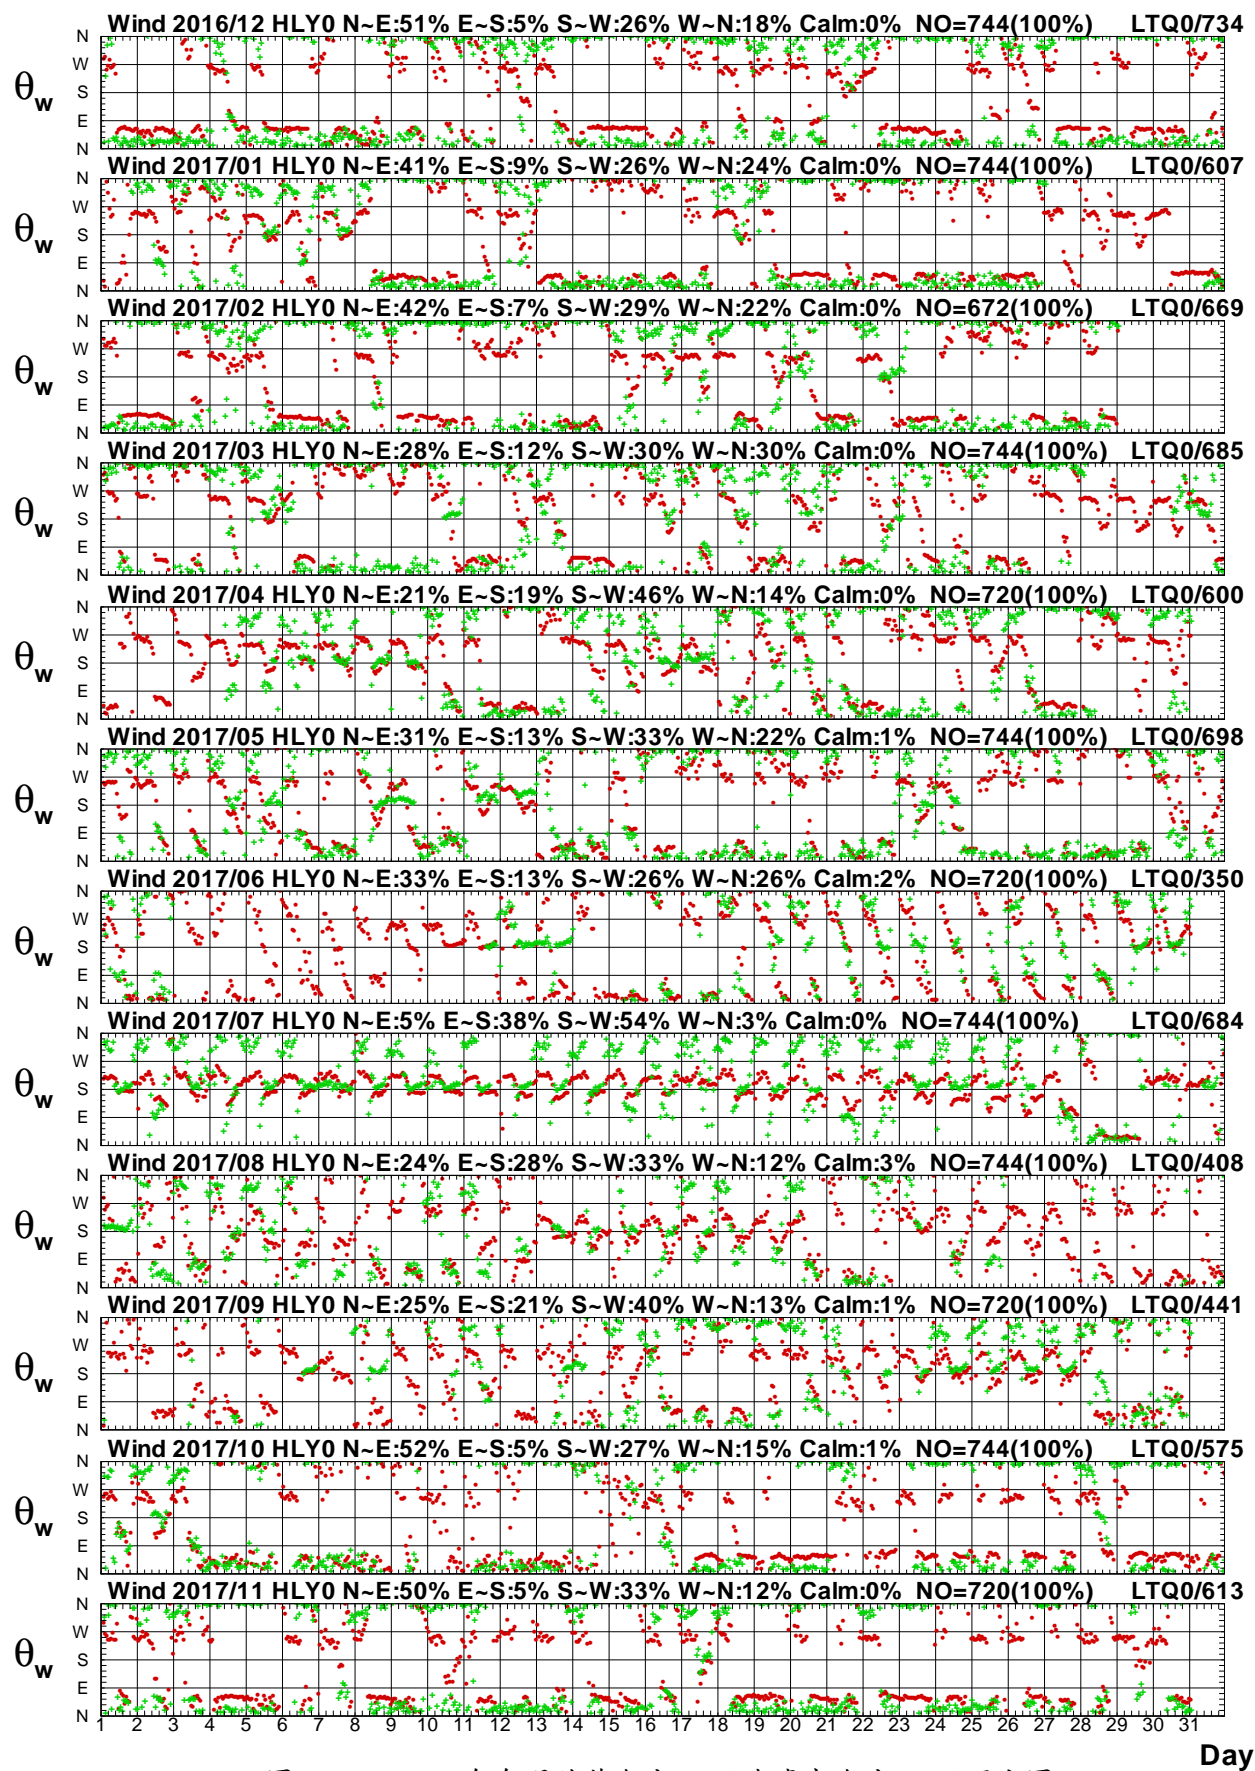 Wind 2016/12 HLY0 N~E:51% E~S:5% S~W:26% W~N:18% Calm:0% NO=744(100%) LTQ0/734
N
W
θw
S
E
N
Wind 2017/01 HLY0 N~E:41% E~S:9% S~W:26% W~N:24% Calm:0% NO=744(100%) LTQ0/607
N
W
θw
S
E
N
Wind 2017/02 HLY0 N~E:42% E~S:7% S~W:29% W~N:22% Calm:0% NO=672(100%) LTQ0/669
N
W
θw
S
E
N
Wind 2017/03 HLY0 N~E:28% E~S:12% S~W:30% W~N:30% Calm:0% NO=744(100%) LTQ0/685
N
W
θw
S
E
N
Wind 2017/04 HLY0 N~E:21% E~S:19% S~W:46% W~N:14% Calm:0% NO=720(100%) LTQ0/600
N
W
θw
S
E
N
Wind 2017/05 HLY0 N~E:31% E~S:13% S~W:33% W~N:22% Calm:1% NO=744(100%) LTQ0/698
N
W
θw
S
E
N
Wind 2017/06 HLY0 N~E:33% E~S:13% S~W:26% W~N:26% Calm:2% NO=720(100%) LTQ0/350
N
W
θw
S
E
N
Wind 2017/07 HLY0 N~E:5% E~S:38% S~W:54% W~N:3% Calm:0% NO=744(100%) LTQ0/684
N
W
θw
S
E
N
Wind 2017/08 HLY0 N~E:24% E~S:28% S~W:33% W~N:12% Calm:3% NO=744(100%) LTQ0/408
N
W
θw
S
E
N
Wind 2017/09 HLY0 N~E:25% E~S:21% S~W:40% W~N:13% Calm:1% NO=720(100%) LTQ0/441
N
W
θw
S
E
N
Wind 2017/10 HLY0 N~E:52% E~S:5% S~W:27% W~N:15% Calm:1% NO=744(100%) LTQ0/575
N
W
θw
S
E
N
Wind 2017/11 HLY0 N~E:50% E~S:5% S~W:33% W~N:12% Calm:0% NO=720(100%) LTQ0/613
N
W
θw
S
E
N
1 2 3 4 5 6 7 8 9 10 11 12 13 14 15 16 17 18 19 20 21 22 23 24 25 26 27 28 29 30 31
Day